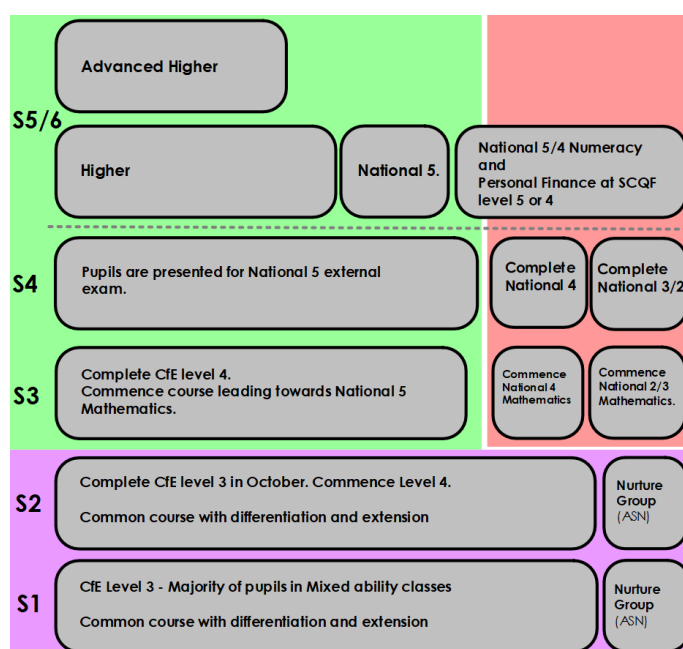 Advanced Higher
S5/6
Higher
National 5.
National 5/4 Numeracy
and
Personal Finance at SCQF
level 5 or 4
S4
Pupils are presented for National 5 external
exam.
Complete
National 4
Complete
National 3/2
S3
Complete CfE level 4.
Commence course leading towards National 5
Mathematics.
Commence
National 4
Mathematics
Commence
National 2/3
Mathematics.
S2
Complete CfE level 3 in October. Commence Level 4.
Common course with differentiation and extension
Nurture
Group
(ASN)
S1
CfE Level 3 - Majority of pupils in Mixed ability classes
Common course with differentiation and extension
Nurture
Group
(ASN)